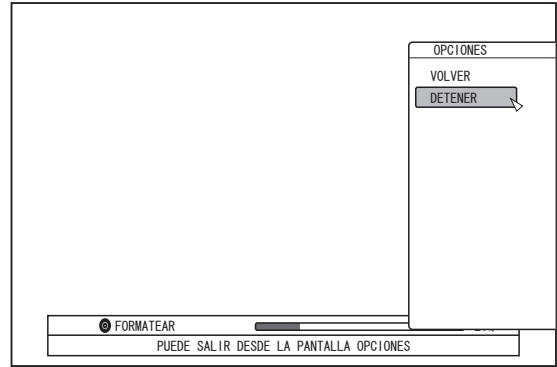 OPCIONES
VOLVER
DETENER
FORMATEAR
PUEDE SALIR DESDE LA PANTALLA OPCIONES